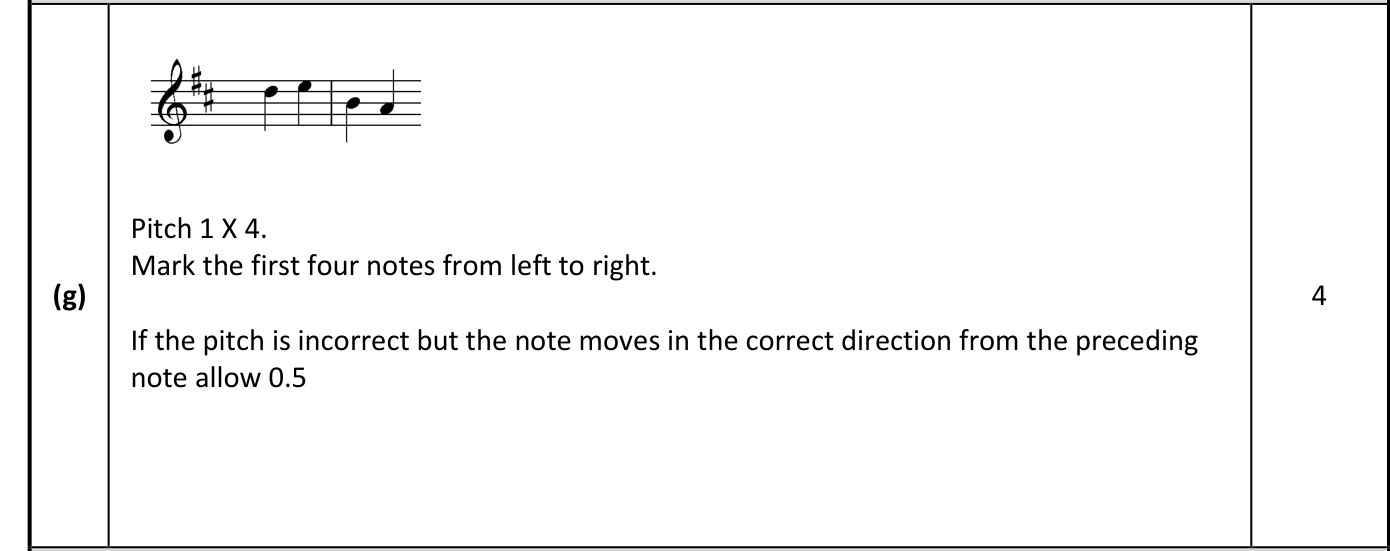 Pitch 1 X 4.
Mark the first four notes from left to right.
(g)
4
If the pitch is incorrect but the note moves in the correct direction from the preceding
note allow 0.5